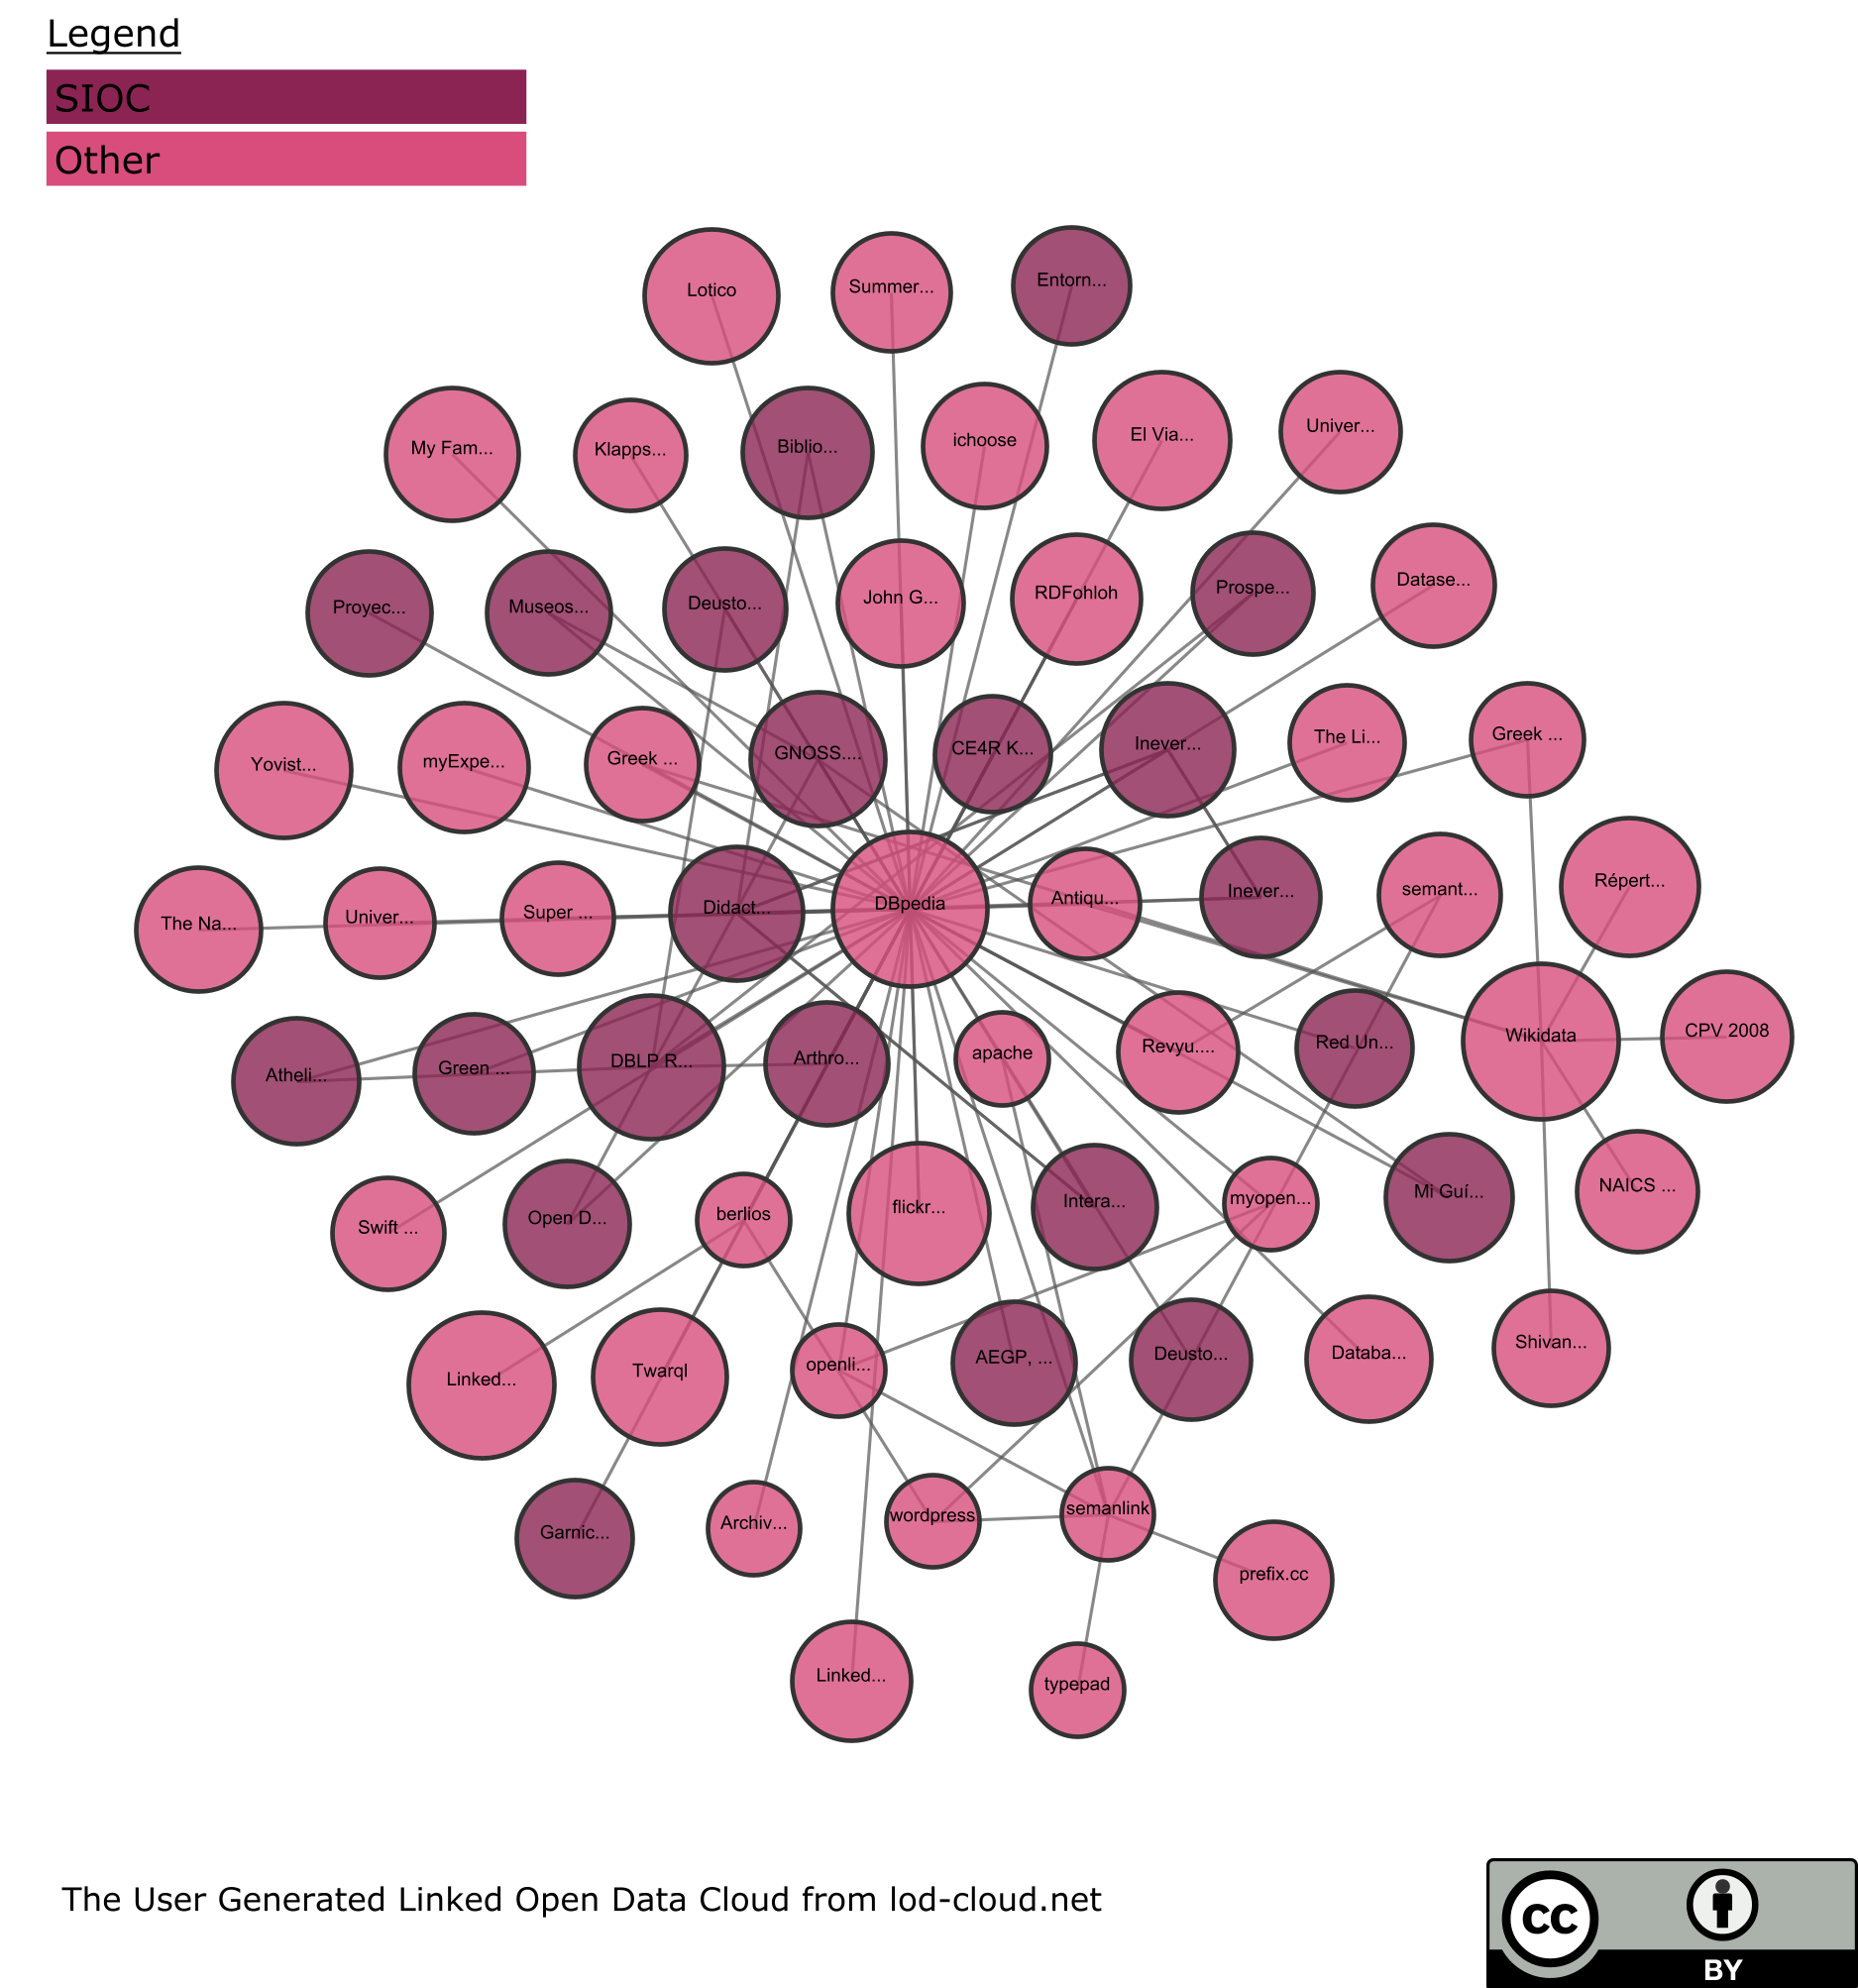 Legend
SIOC
Other
Lotico
Summer...
Entorn...
My Fam...
Klapps...
Biblio...
ichoose
El Via...
Univer...
Proyec...
Museos...
Deusto...
John G...
RDFohloh
Prospe...
Datase...
Yovist...
myExpe...
Greek ...
GNOSS....
CE4R K...
Inever...
The Li...
Greek ...
The Na...
Univer...
Super ...
Didact...
DBpedia
Antiqu...
Inever...
semant...
Répert...
Atheli...
Green ...
DBLP R...
Arthro...
apache
Revyu....
Red Un...
Wikidata
CPV 2008
Swift ...
Open D...
berlios
flickr...
Intera...
myopen...
Mi Guí...
NAICS ...
Linked...
Twarql
openli...
AEGP, ...
Deusto...
Databa...
Shivan...
Garnic...
Archiv...
wordpress
semanlink
prefix.cc
Linked...
typepad
The User Generated Linked Open Data Cloud from lod-cloud.net
cc
BY